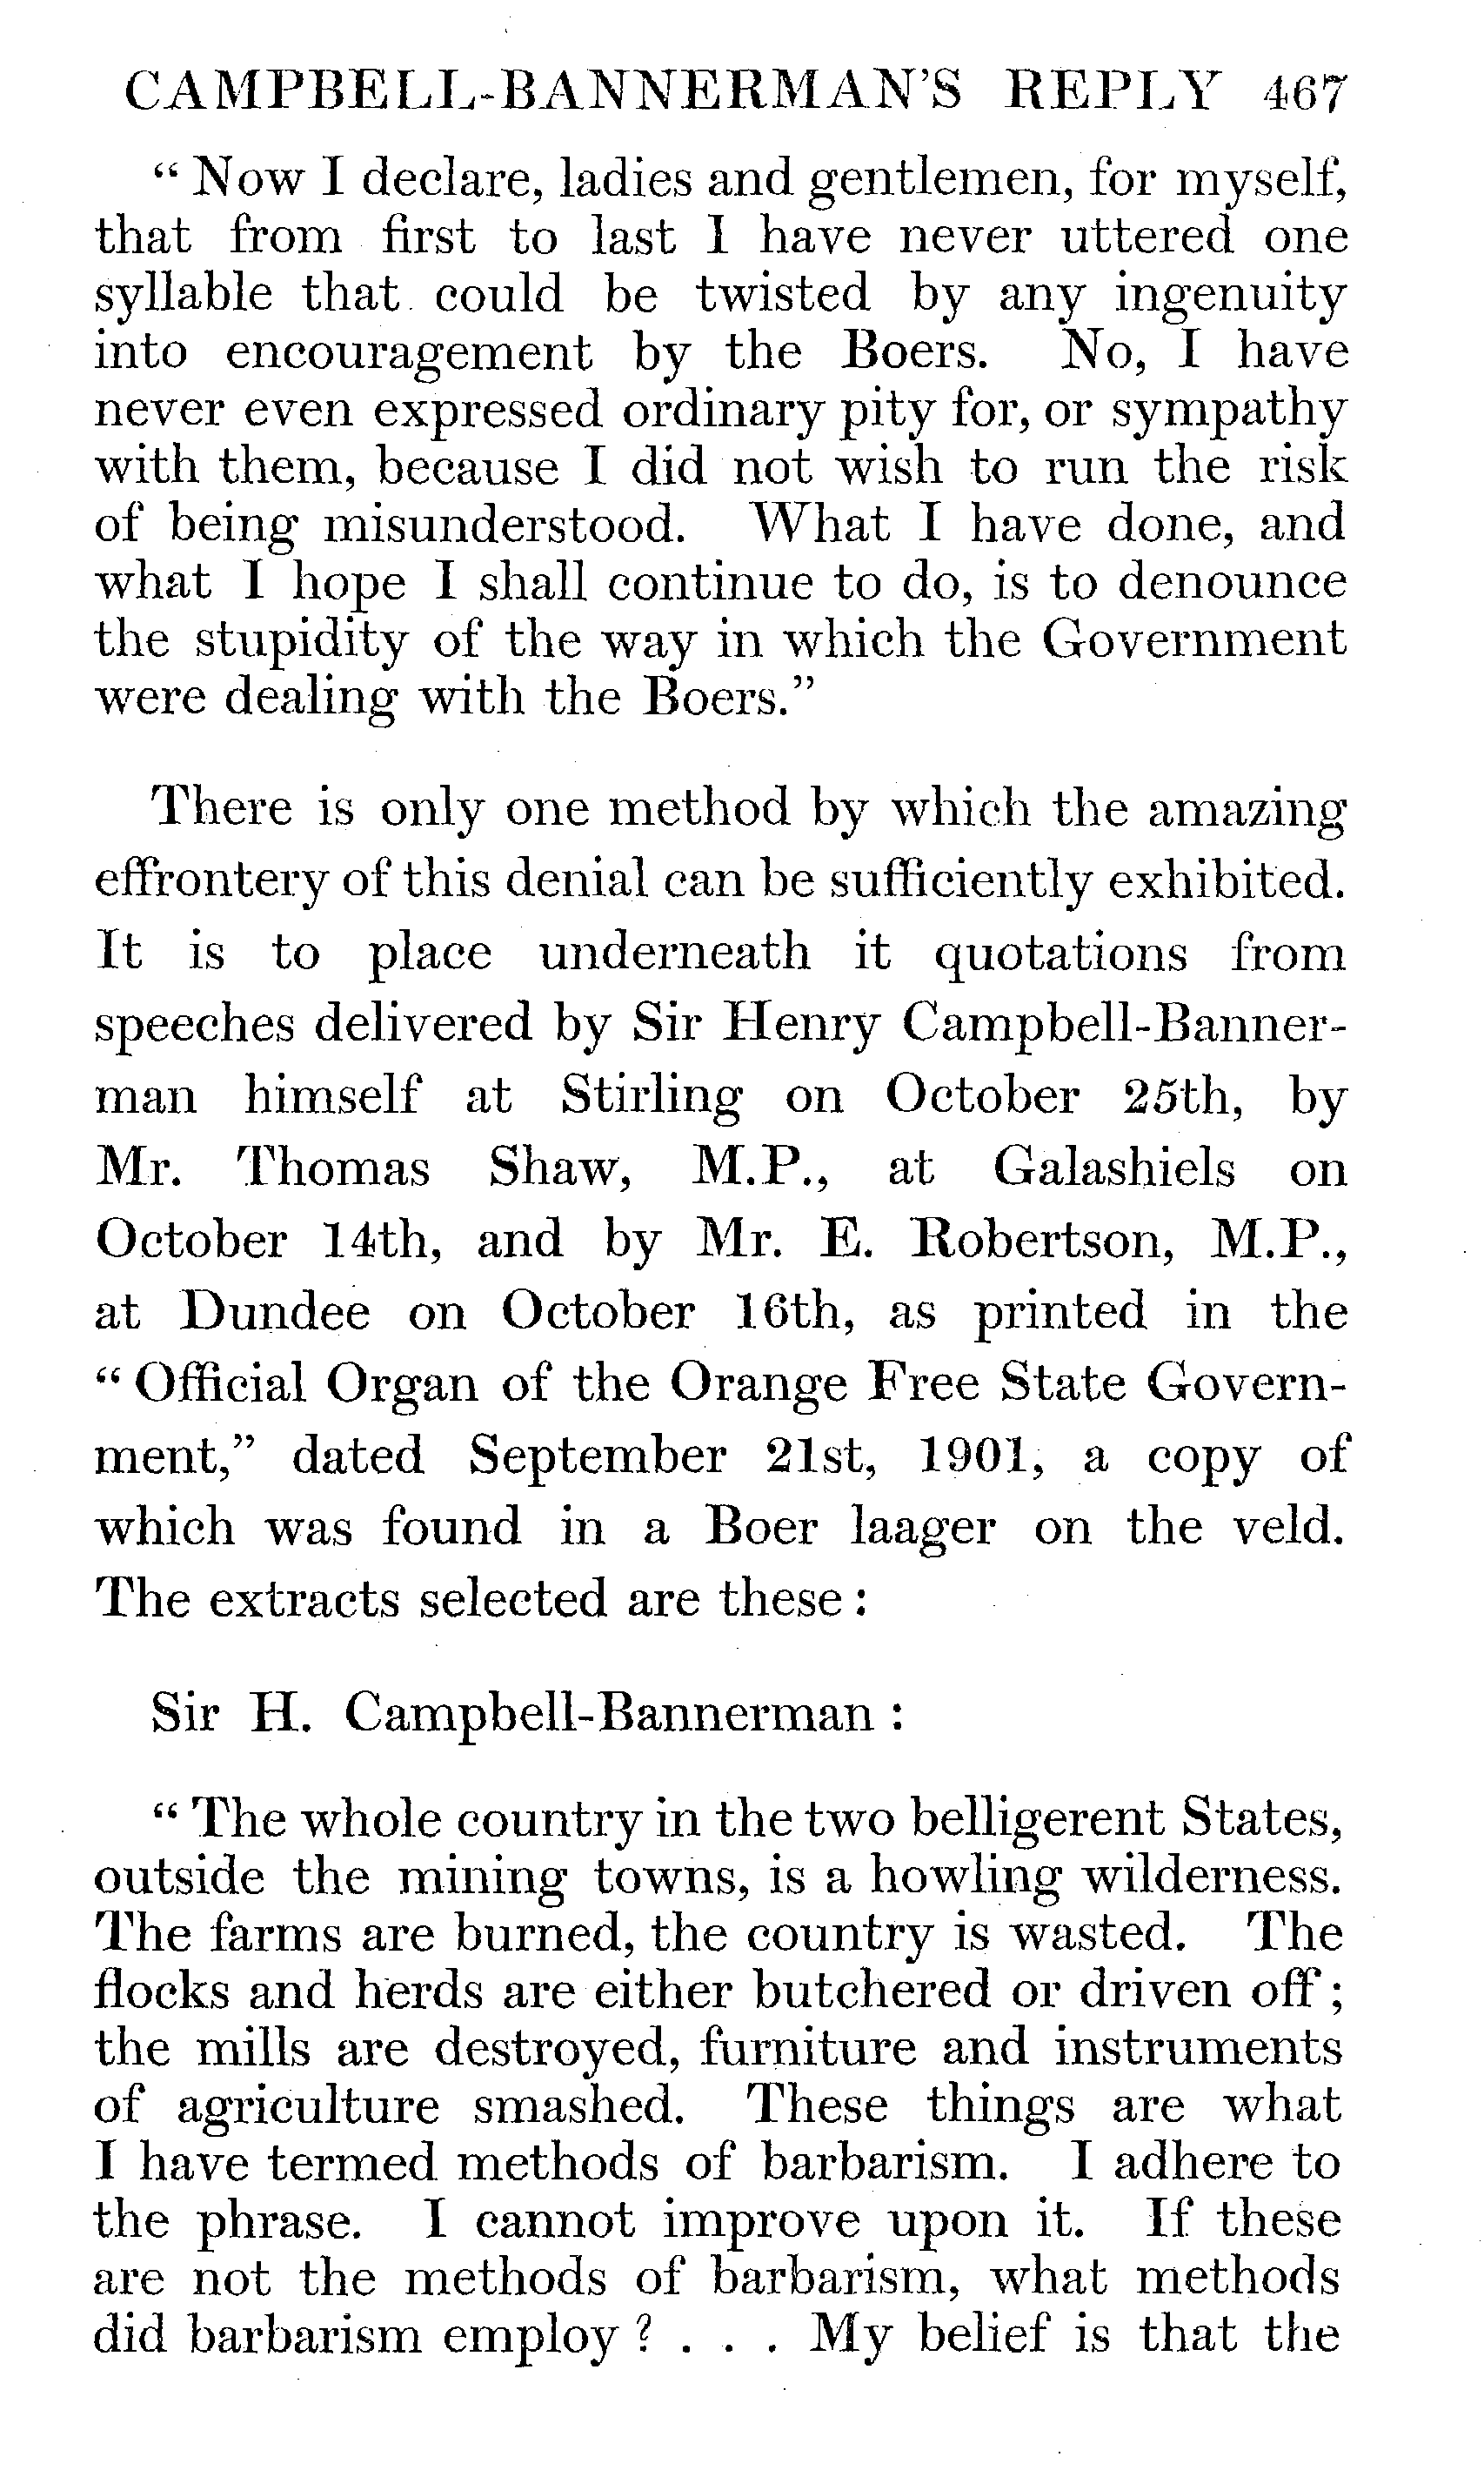 CAMPBELL-BANNERMAN'S REPLY 467
“ Now I declare, ladies and gentlemen, for myself,
that from first to last I have never uttered one
syllable that could be twisted by any ingenuity
into encouragement by the Boers. No, I have
never even expressed ordinary pity for, or sympathy
with them, because I did not wish to run the risk
of being misunderstood. What I have done, and
what I hope I shall continue to do, is to denounce
the stupidity of the way in which the Government
were dealing with the Boers.”
There is only one method by which the amazing
effrontery of this denial can be sufficiently exhibited.
It is to place underneath it quotations from
speeches delivered by Sir Henry Campbell-Banner-
man himself at Stirling on October 25th, by
Mr. Thomas Shaw, M.P., at Galashiels on
October 14th, and by Mr. E. Robertson, M.P.,
at Dundee on October 16th, as printed in the
“ Official Organ of the Orange Free State Govern-
ment,” dated September 21st, 1901, a copy of
which was found in a Boer laager on the veld.
The extracts selected are these :
Sir H. Campbell-Bannerman :
“ The whole country in the two belligerent States,
outside the mining towns, is a howling wilderness.
The farms are burned, the country is wasted. The
flocks and herds are either butchered or driven off ;
the mills are destroyed, furniture and instruments
of agriculture smashed. These things are what
I have termed methods of barbarism. I adhere to
the phrase. I cannot improve upon it. If these
are not the methods of barbarism, what methods
did barbarism employ ? . . . My belief is that the